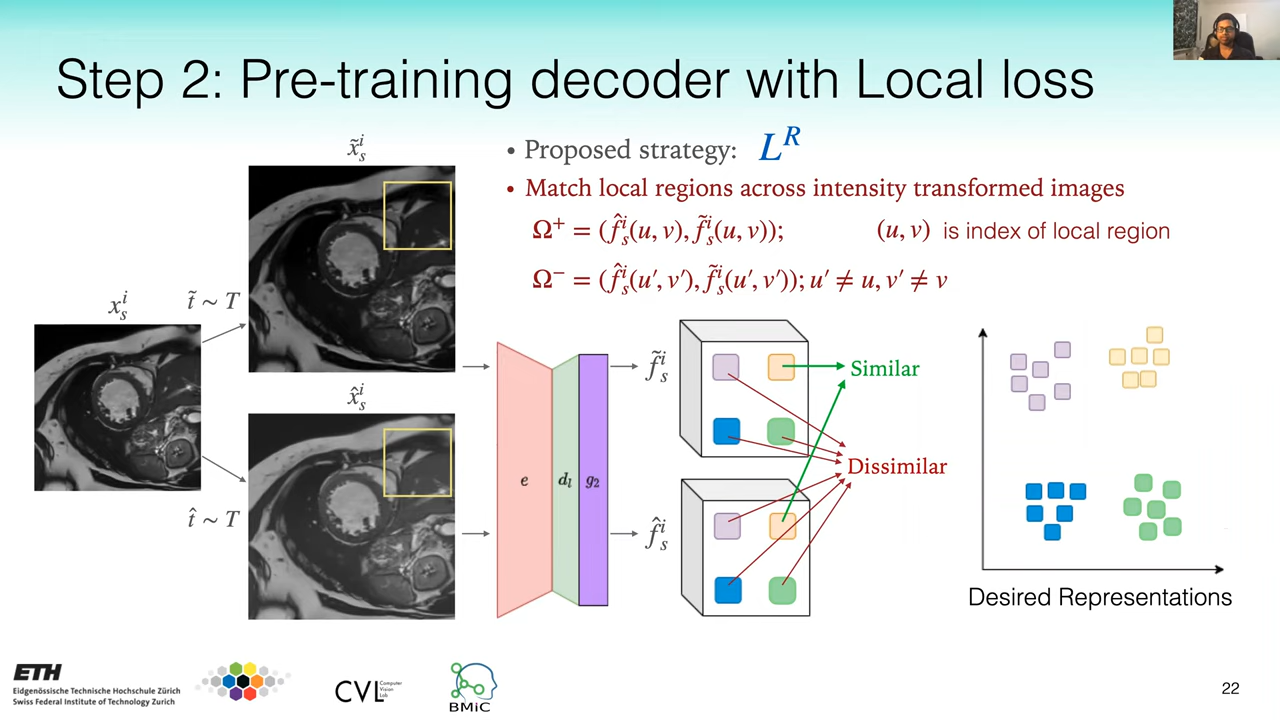 Step 2: Pre-training decoder with Local loss
• Proposed strategy: L^R
• Match local regions across intensity transformed images
Ω⁺ = (f̂ₛⁱ(u, v), f̃ₛⁱ(u, v)); (u, v) is index of local region
Ω⁻ = (f̂ₛⁱ(u′, v′), f̃ₛⁱ(u′, v′)); u′ ≠ u, v′ ≠ v
x̃ₛⁱ
xₛⁱ
t̃ ∼ T
x̂ₛⁱ
t̂ ∼ T
e
d_l
g₂
f̃ₛⁱ
f̂ₛⁱ
Similar
Dissimilar
Desired Representations
ETH
Eidgenössische Technische Hochschule Zürich
Swiss Federal Institute of Technology Zurich
CVL Computer
Vision
Lab
BMiC
22